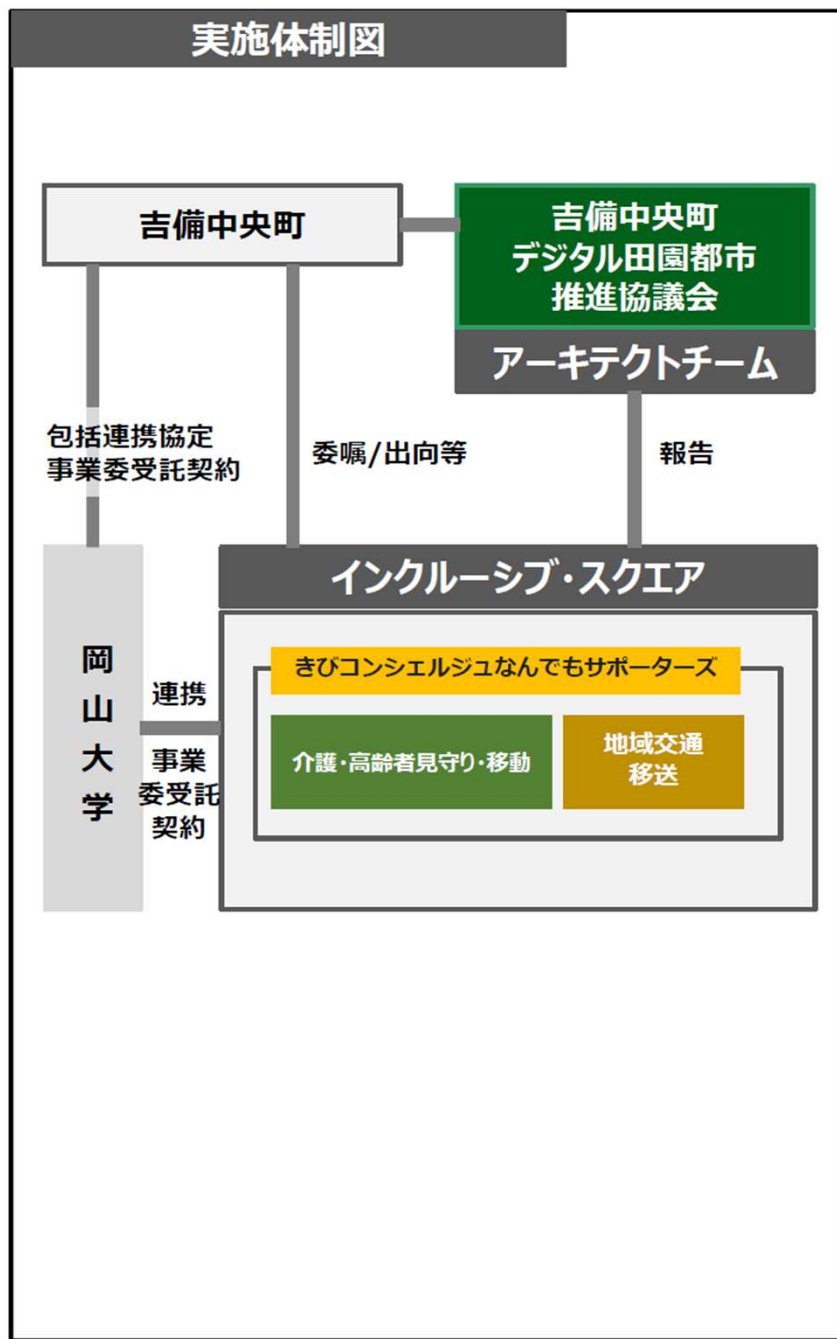 実施体制図
吉備中央町
吉備中央町
デジタル田園都市
推進協議会
アーキテクトチーム
包括連携協定
事業委受託契約
委嘱/出向等
報告
インクルーシブ・スクエア
岡山大学
連携
事業
委受託
契約
きびコンシェルジュなんでもサポーターズ
介護・高齢者見守り・移動
地域交通
移送